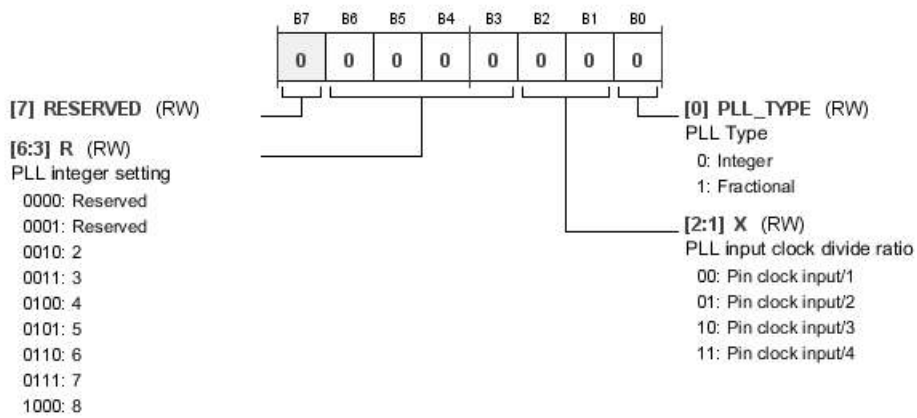 B7 B6 B5 B4 B3 B2 B1 B0
0 0 0 0 0 0 0 0
[7] RESERVED (RW)
[6:3] R (RW)
PLL integer setting
0000: Reserved
0001: Reserved
0010: 2
0011: 3
0100: 4
0101: 5
0110: 6
0111: 7
1000: 8
[0] PLL_TYPE (RW)
PLL Type
0: Integer
1: Fractional
[2:1] X (RW)
PLL input clock divide ratio
00: Pin clock input/1
01: Pin clock input/2
10: Pin clock input/3
11: Pin clock input/4